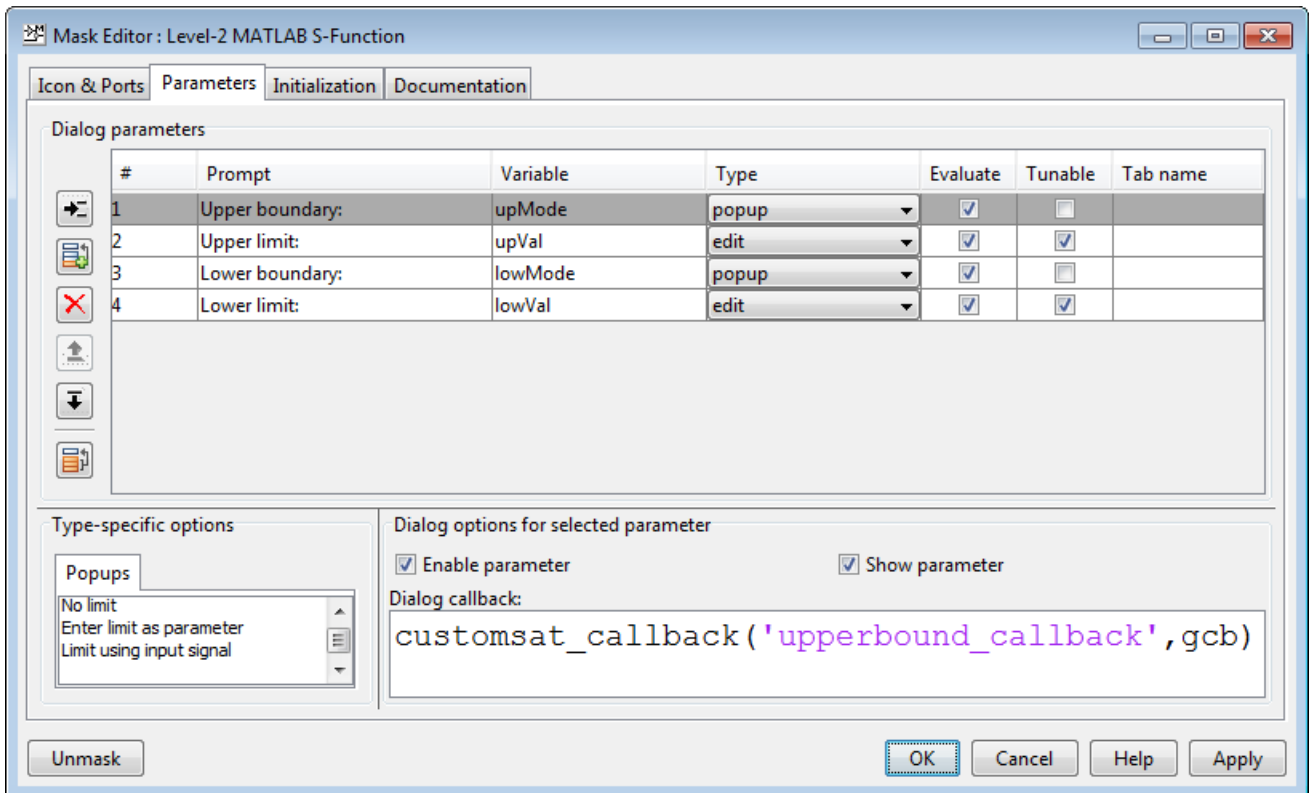 Mask Editor : Level-2 MATLAB S-Function
Icon & Ports Parameters Initialization Documentation
Dialog parameters
# Prompt Variable Type Evaluate Tunable Tab name
1 Upper boundary: upMode popup
2 Upper limit: upVal edit
3 Lower boundary: lowMode popup
4 Lower limit: lowVal edit
Type-specific options
Popups
No limit
Enter limit as parameter
Limit using input signal
Dialog options for selected parameter
Enable parameter Show parameter
Dialog callback:
customsat_callback('upperbound_callback',gcb)
Unmask OK Cancel Help Apply